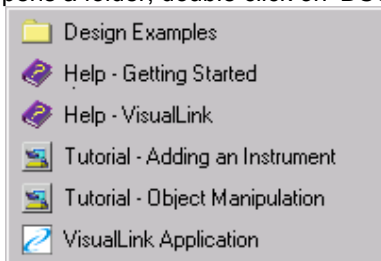 Design Examples
Help - Getting Started
Help - VisualLink
Tutorial - Adding an Instrument
Tutorial - Object Manipulation
VisualLink Application